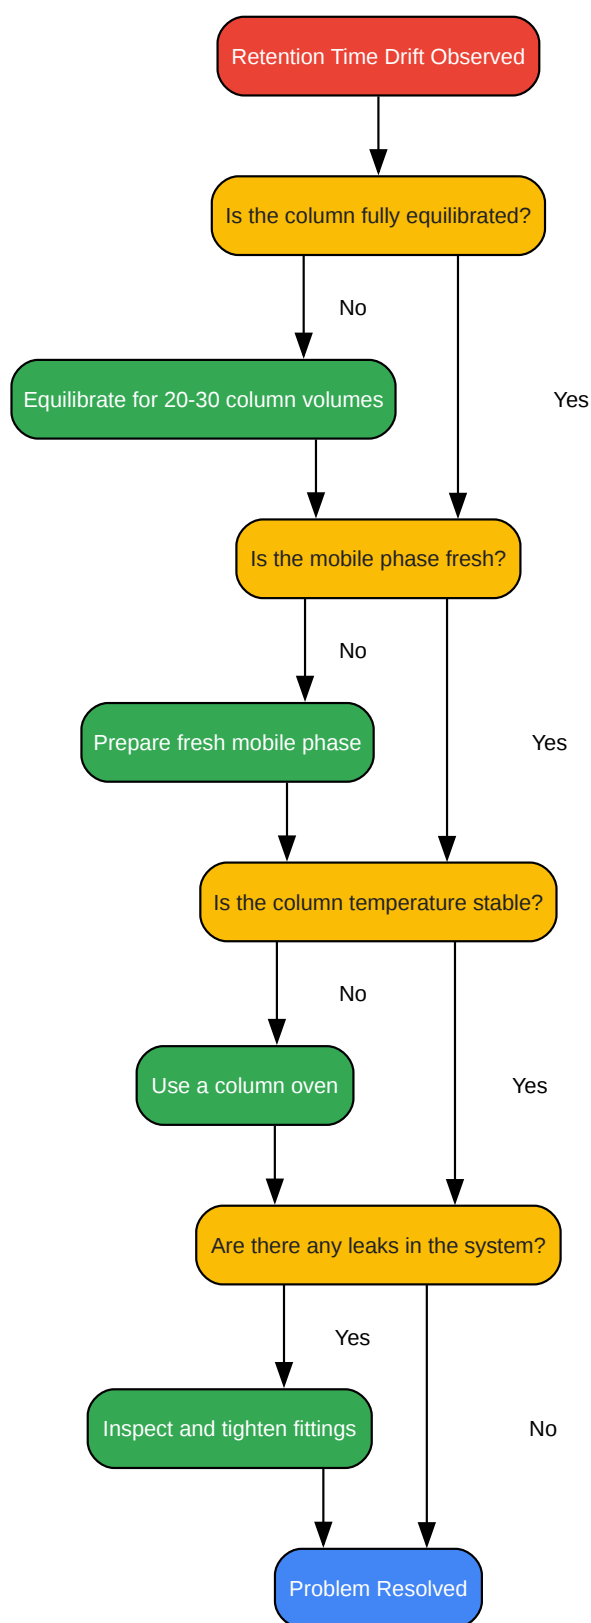 Retention Time Drift Observed
Is the column fully equilibrated?
No
Equilibrate for 20-30 column volumes
Yes
Is the mobile phase fresh?
No
Prepare fresh mobile phase
Yes
Is the column temperature stable?
No
Use a column oven
Yes
Are there any leaks in the system?
Yes
Inspect and tighten fittings
No
Problem Resolved